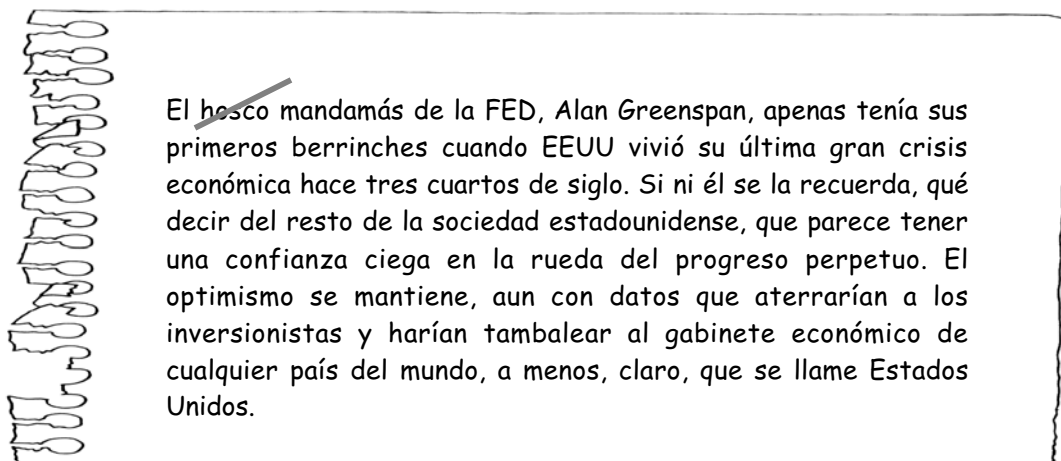 El hosco mandamás de la FED, Alan Greenspan, apenas tenía sus
primeros berrinches cuando EEUU vivió su última gran crisis
económica hace tres cuartos de siglo. Si ni él se la recuerda, qué
decir del resto de la sociedad estadounidense, que parece tener
una confianza ciega en la rueda del progreso perpetuo. El
optimismo se mantiene, aun con datos que aterrarían a los
inversionistas y harían tambalear al gabinete económico de
cualquier país del mundo, a menos, claro, que se llame Estados
Unidos.